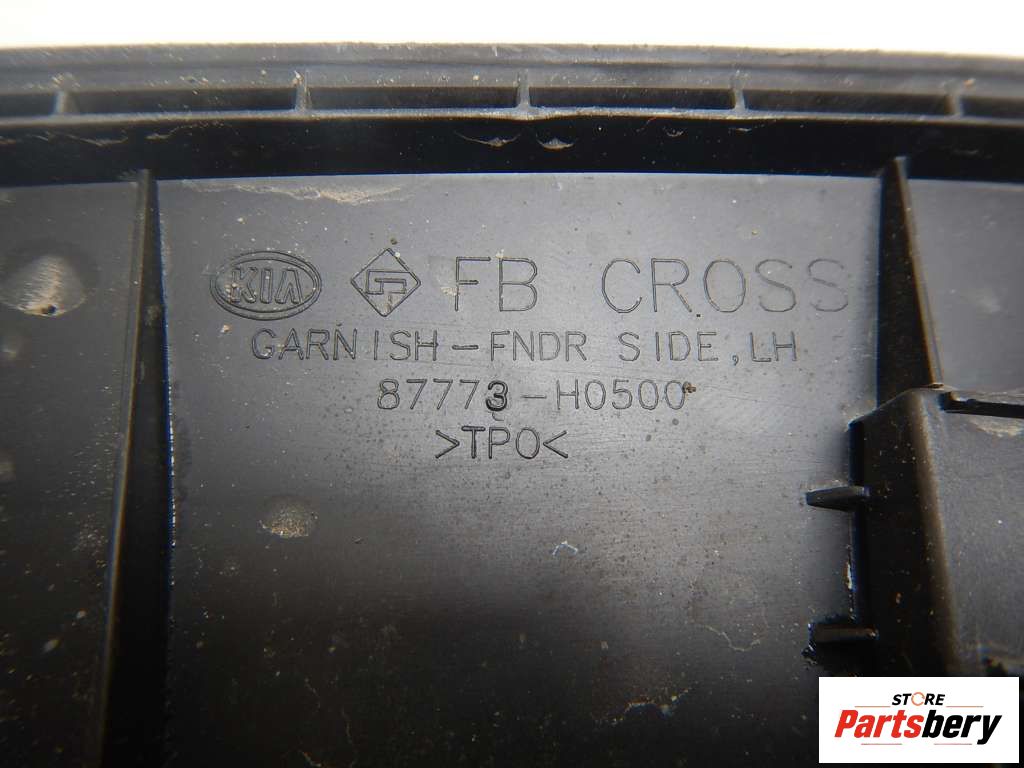 KIA FB CROSS
GARNISH-FNDR SIDE, LH
87773-H0500
>TPO<
STORE
Partsbery